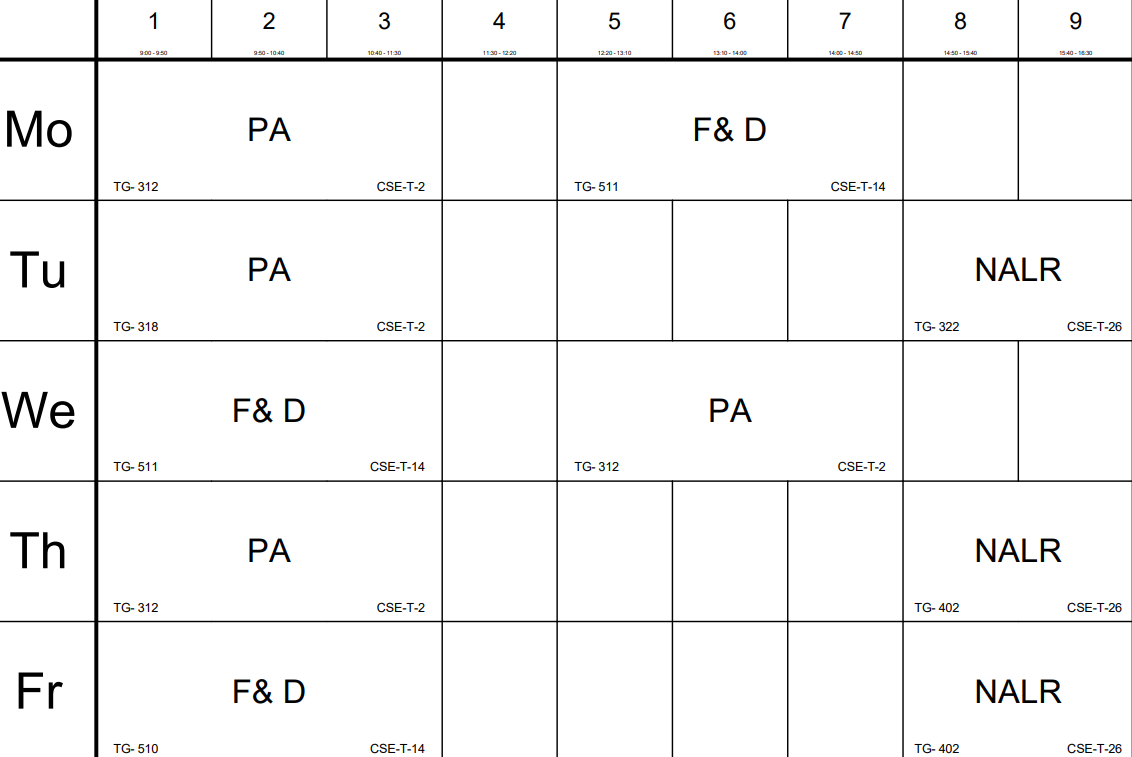 1 2 3 4 5 6 7 8 9
9:00 - 9:50 9:50 - 10:40 10:40 - 11:30 11:30 - 12:20 12:20 - 13:10 13:10 - 14:00 14:00 - 14:50 14:50 - 15:40 15:40 - 16:30
Mo PA F& D
TG- 312 CSE-T-2 TG- 511 CSE-T-14
Tu PA NALR
TG- 318 CSE-T-2 TG- 322 CSE-T-26
We F& D PA
TG- 511 CSE-T-14 TG- 312 CSE-T-2
Th PA NALR
TG- 312 CSE-T-2 TG- 402 CSE-T-26
Fr F& D NALR
TG- 510 CSE-T-14 TG- 402 CSE-T-26